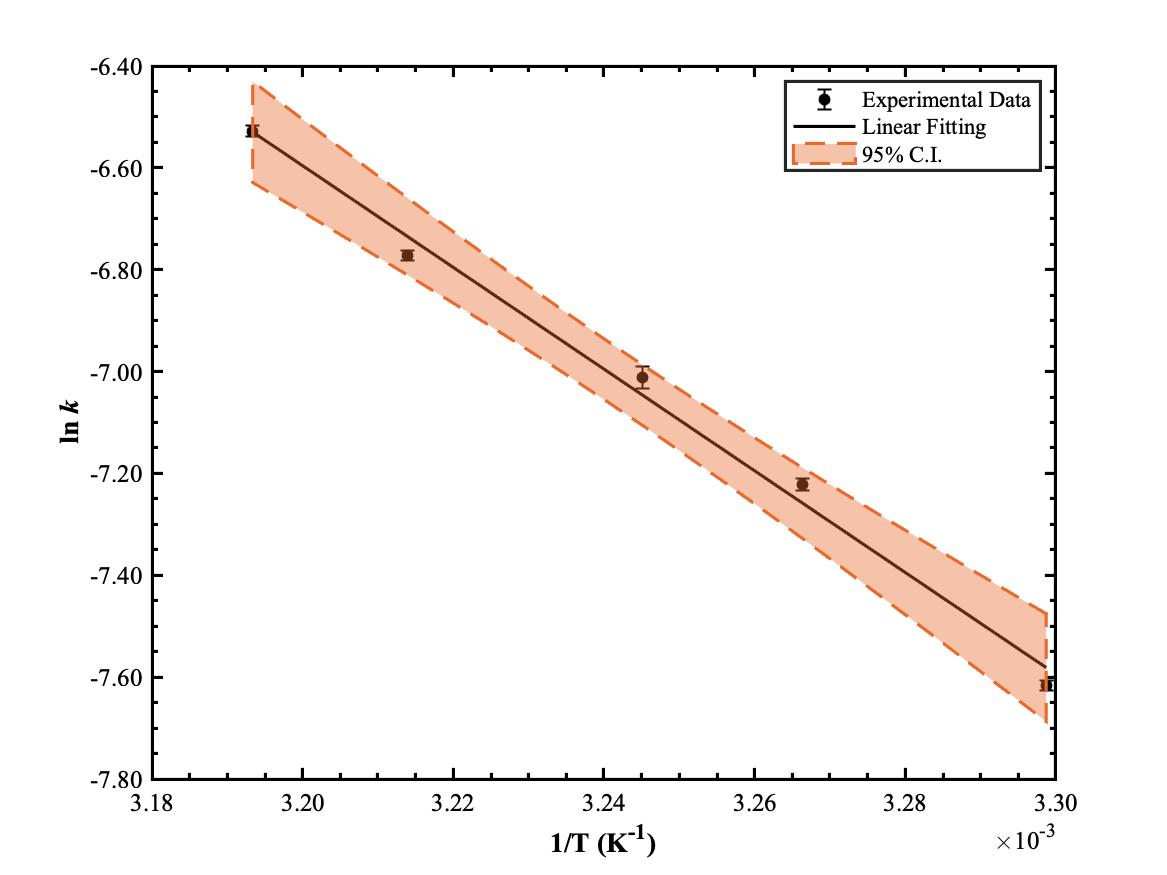 -6.40
-6.60
-6.80
-7.00
-7.20
-7.40
-7.60
-7.80
ln k
Experimental Data
Linear Fitting
95% C.I.
3.18 3.20 3.22 3.24 3.26 3.28 3.30
1/T (K⁻¹)
×10⁻³